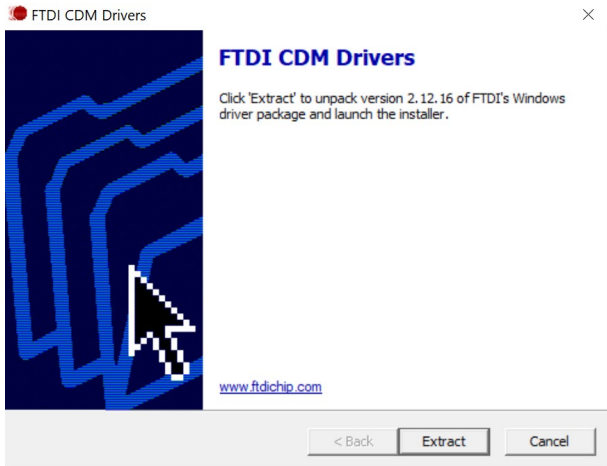 FTDI CDM Drivers
FTDI CDM Drivers
Click 'Extract' to unpack version 2.12.16 of FTDI's Windows
driver package and launch the installer.
www.ftdichip.com
< Back
Extract
Cancel